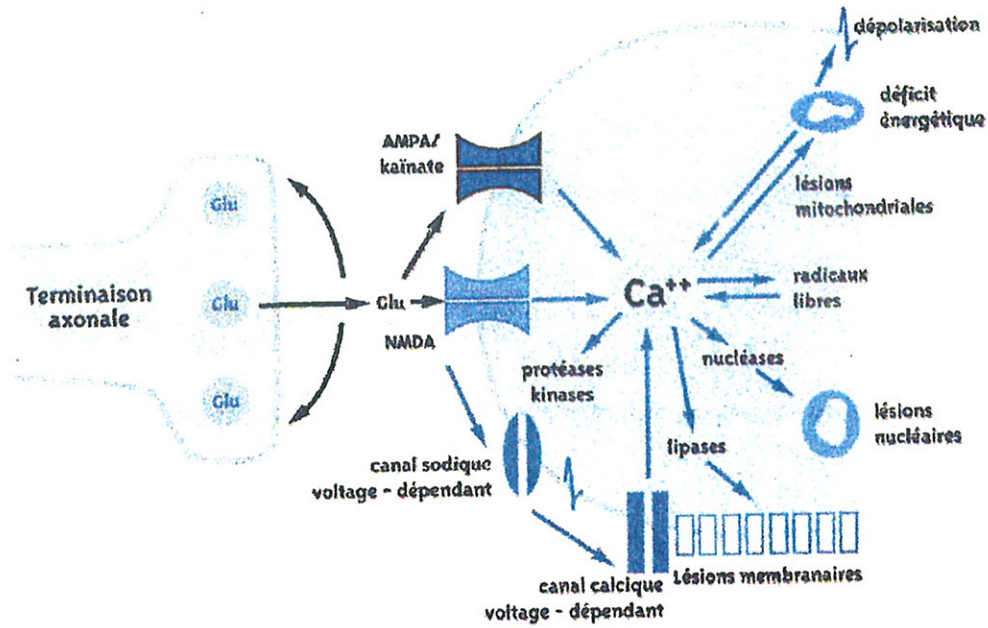 dépolarisation
déficit
énergétique
AMPA/
kaïnate
lésions
mitochondriales
Glu
Terminaison
axonale
Glu
Glu
NMDA
Ca++
radicaux
libres
protéases
kinases
nucléases
Glu
lésions
nucléaires
lipases
canal sodique
voltage - dépendant
canal calcique
voltage - dépendant
Lésions membranaires